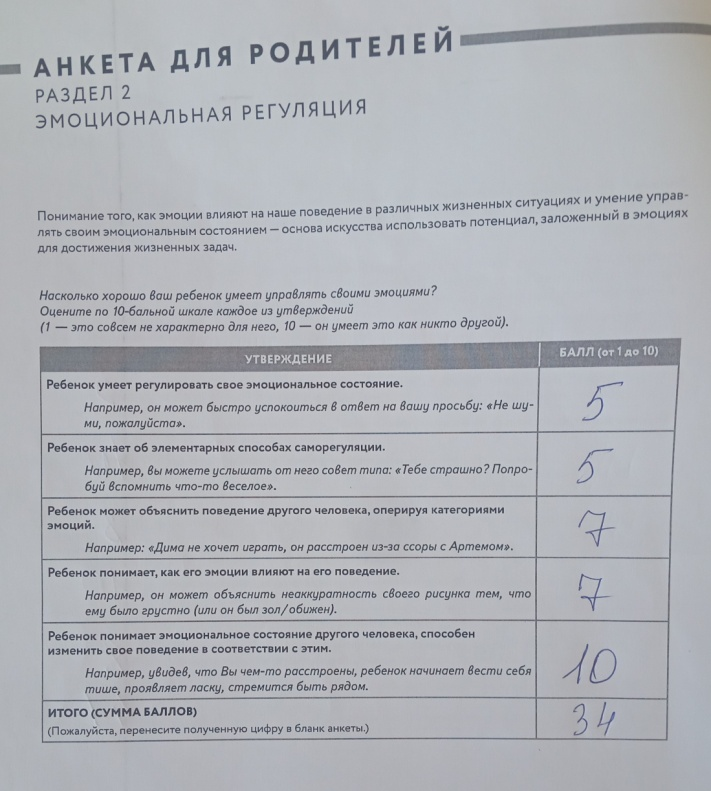 АНКЕТА ДЛЯ РОДИТЕЛЕЙ
РАЗДЕЛ 2
ЭМОЦИОНАЛЬНАЯ РЕГУЛЯЦИЯ
Понимание того, как эмоции влияют на наше поведение в различных жизненных ситуациях и умение управ-
лять своим эмоциональным состоянием — основа искусства использовать потенциал, заложенный в эмоциях
для достижения жизненных задач.
Насколько хорошо ваш ребенок умеет управлять своими эмоциями?
Оцените по 10-бальной шкале каждое из утверждений
(1 — это совсем не характерно для него, 10 — он умеет это как никто другой).
УТВЕРЖДЕНИЕ БАЛЛ (от 1 до 10)
Ребенок умеет регулировать свое эмоциональное состояние.
Например, он может быстро успокоиться в ответ на вашу просьбу: «Не шу-
ми, пожалуйста».
5
Ребенок знает об элементарных способах саморегуляции.
Например, вы можете услышать от него совет типа: «Тебе страшно? Попро-
буй вспомнить что-то веселое».
5
Ребенок может объяснить поведение другого человека, оперируя категориями
эмоций.
Например: «Дима не хочет играть, он расстроен из-за ссоры с Артемом».
7
Ребенок понимает, как его эмоции влияют на его поведение.
Например, он может объяснить неаккуратность своего рисунка тем, что
ему было грустно (или он был зол/обижен).
7
Ребенок понимает эмоциональное состояние другого человека, способен
изменить свое поведение в соответствии с этим.
Например, увидев, что Вы чем-то расстроены, ребенок начинает вести себя
тише, проявляет ласку, стремится быть рядом.
10
ИТОГО (СУММА БАЛЛОВ)
(Пожалуйста, перенесите полученную цифру в бланк анкеты.)
34